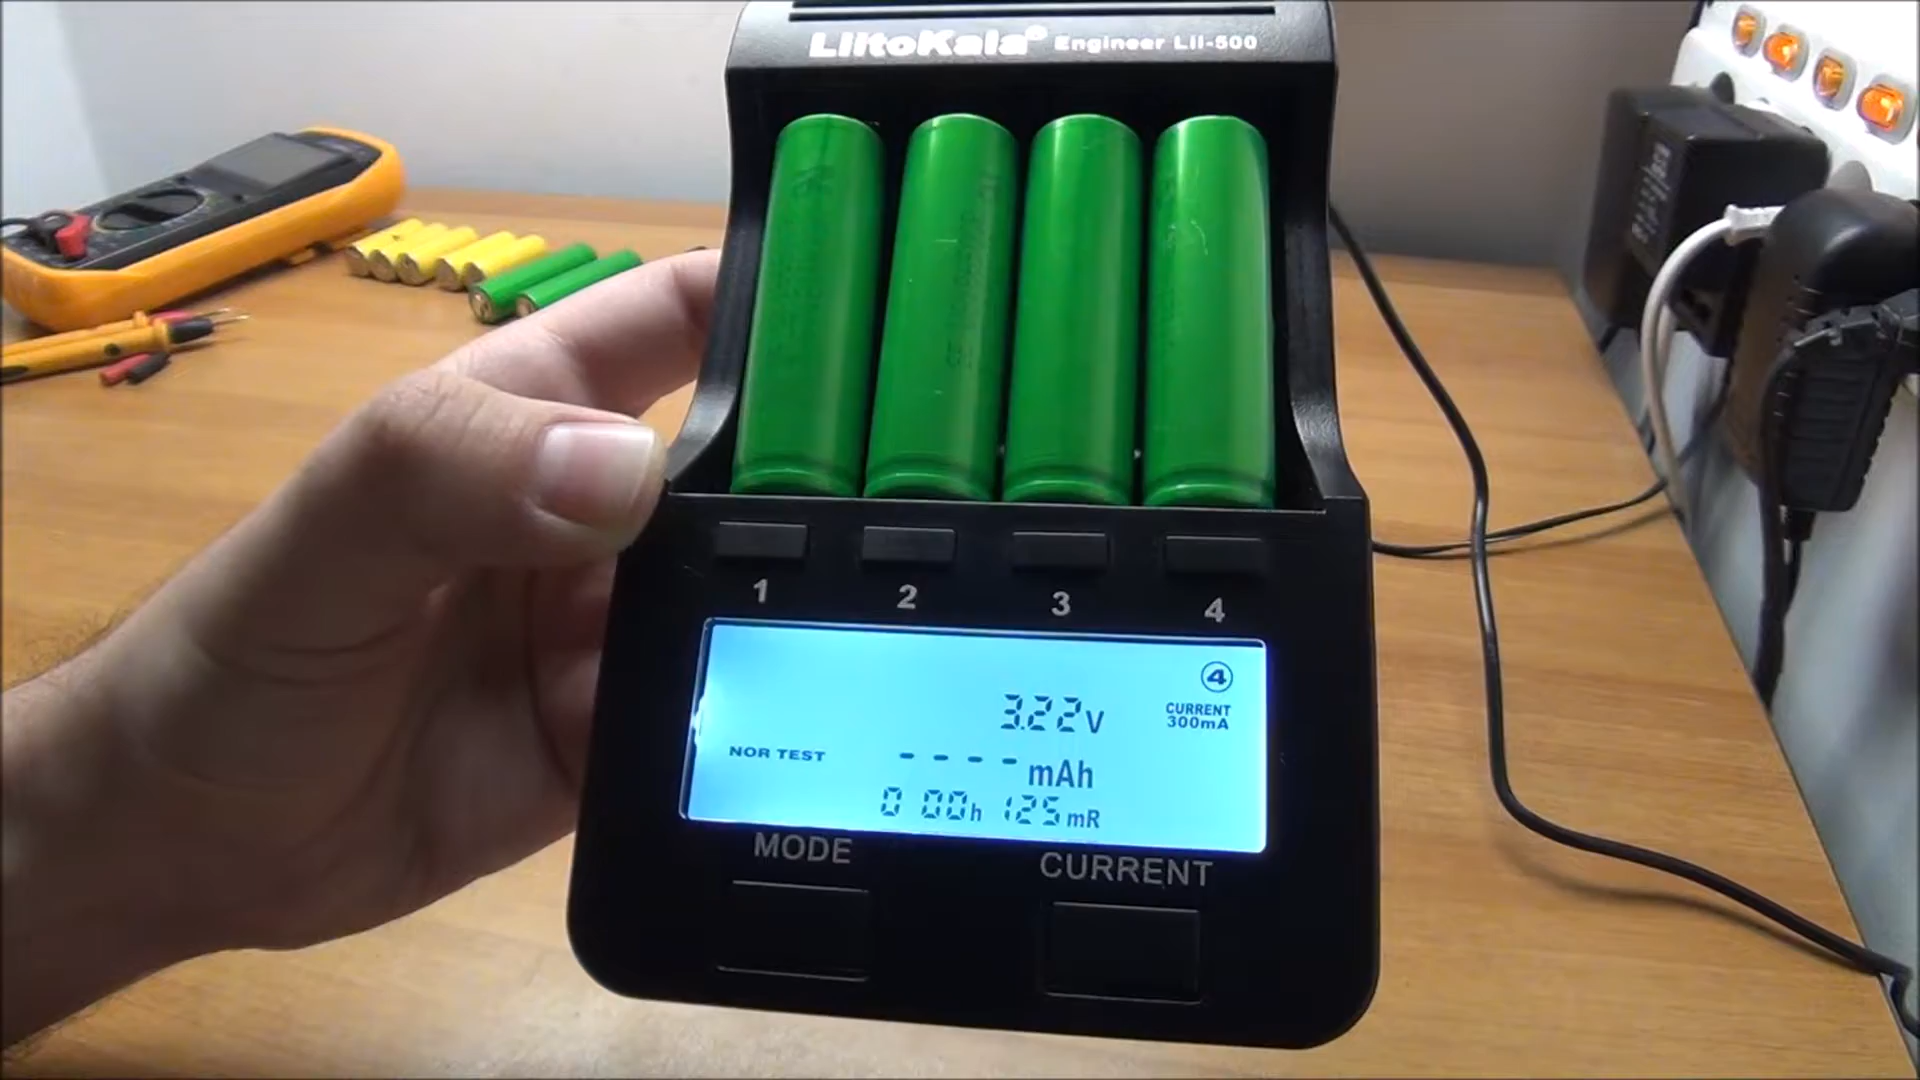 LiitoKala® Engineer Lii-500
1 2 3 4
4
3.22V
CURRENT
300mA
NOR TEST
- - - - mAh
0 00h 125mR
MODE
CURRENT